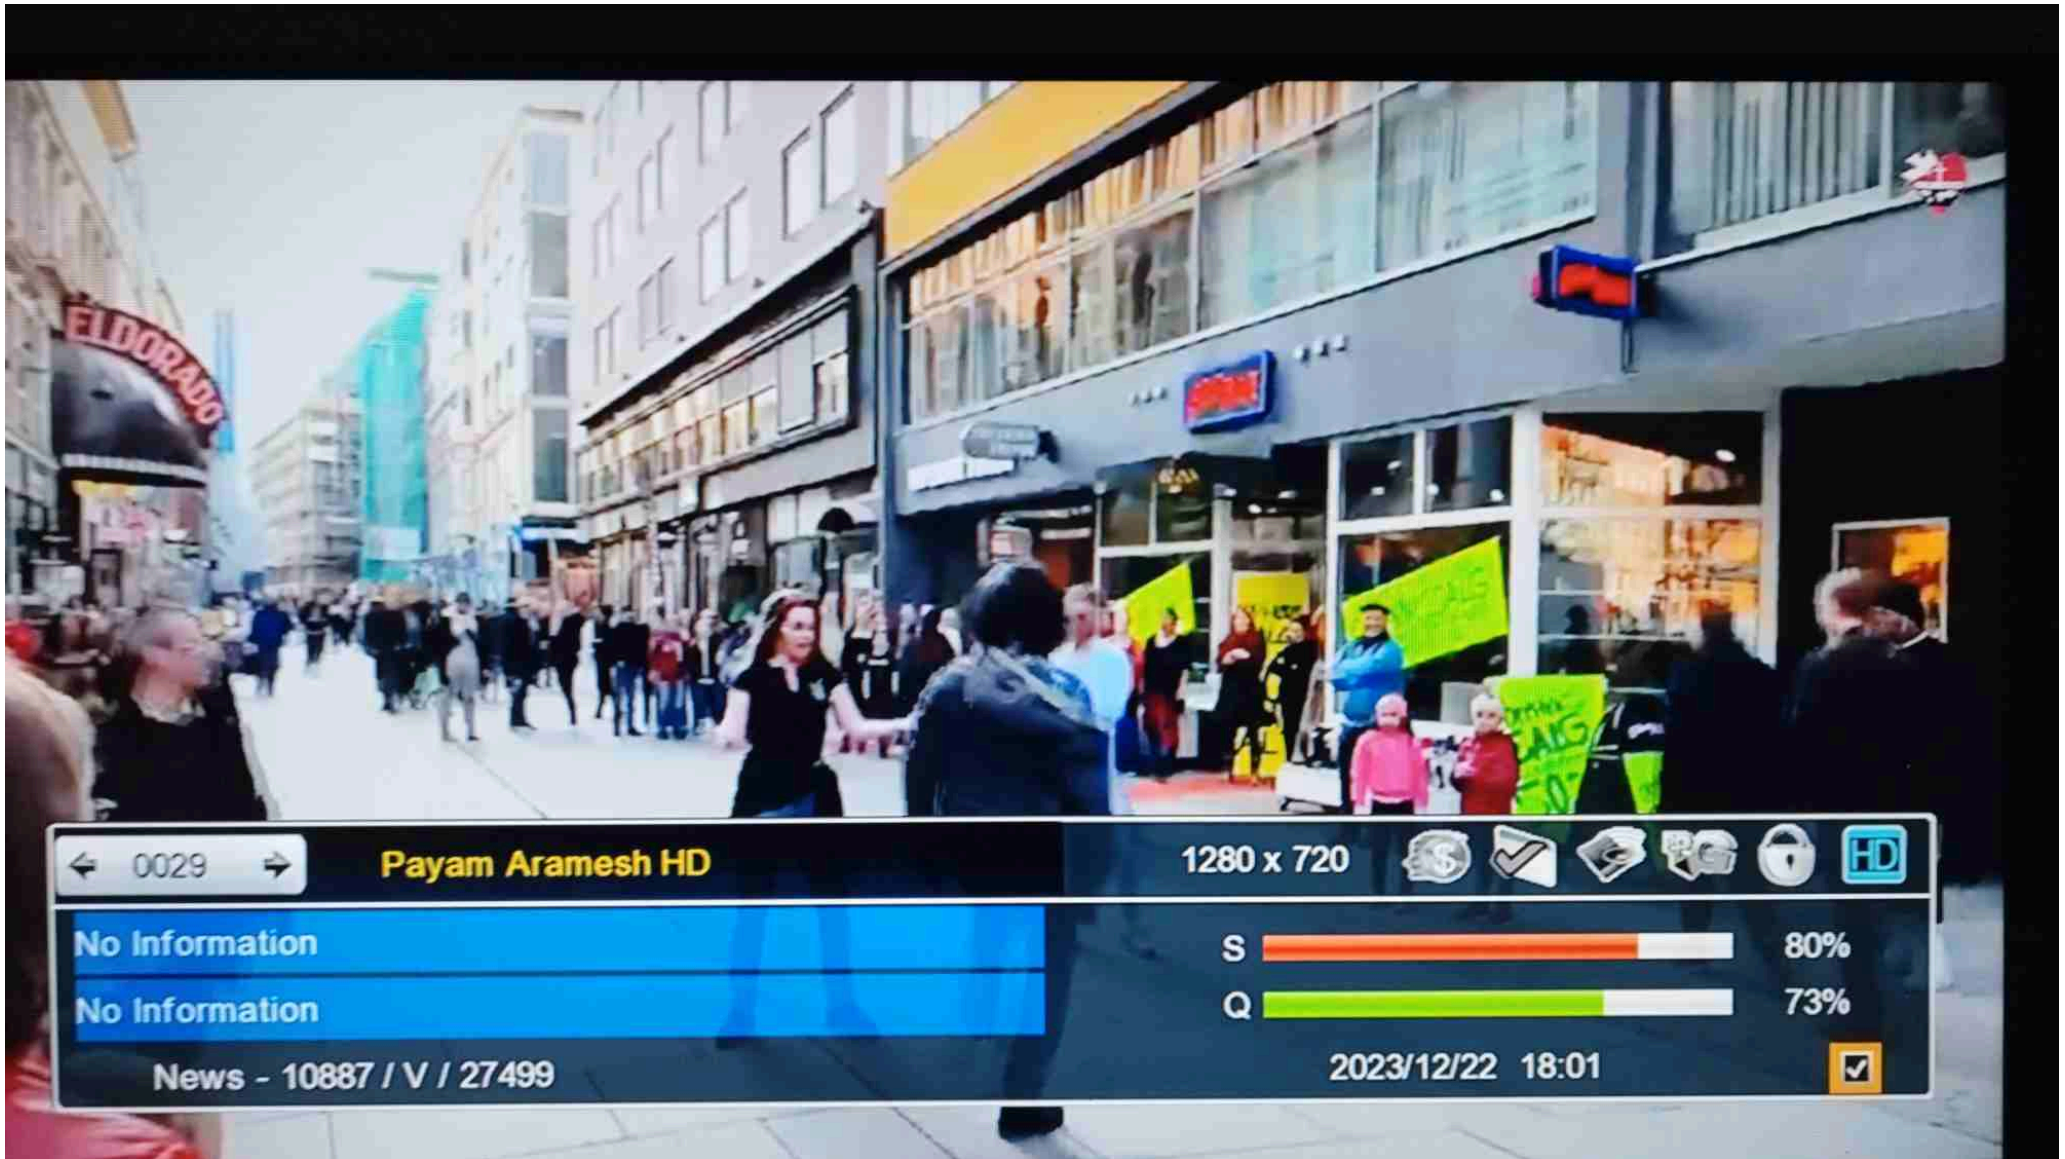 ELDORADO
0029
Payam Aramesh HD
1280 x 720
HD
No Information
S
80%
No Information
Q
73%
News - 10887 / V / 27499
2023/12/22 18:01